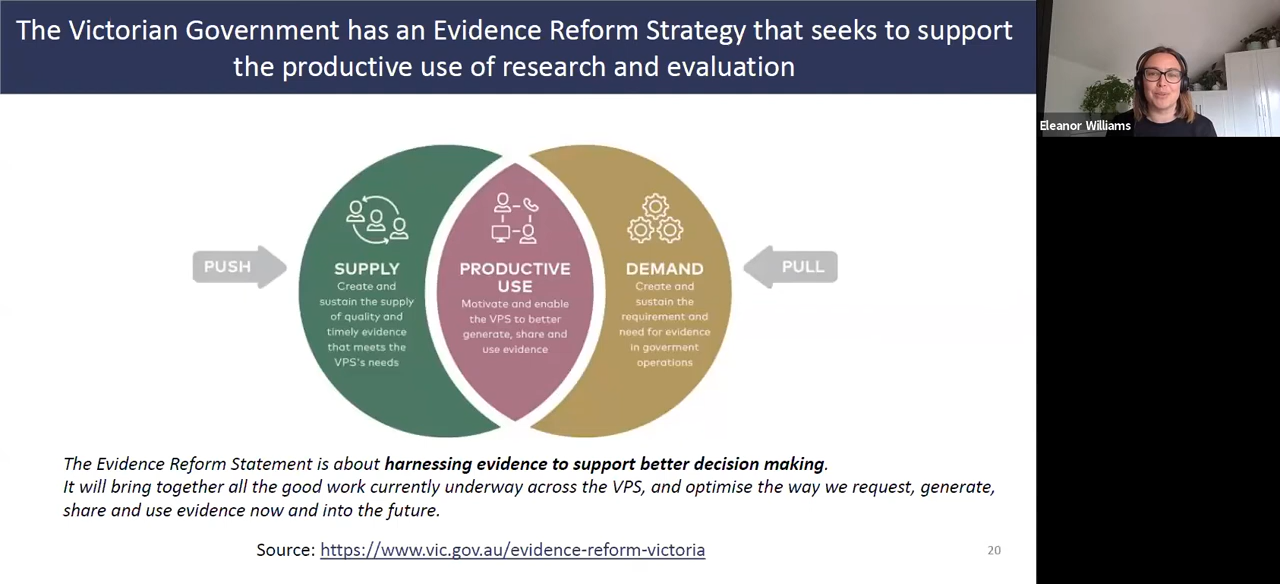 The Victorian Government has an Evidence Reform Strategy that seeks to support
the productive use of research and evaluation
Eleanor Williams
PUSH
SUPPLY
Create and
sustain the supply
of quality and
timely evidence
that meets the
VPS's needs
PRODUCTIVE
USE
Motivate and enable
the VPS to better
generate, share and
use evidence
DEMAND
Create and
sustain the
requirement and
need for evidence
in goverment
operations
PULL
The Evidence Reform Statement is about harnessing evidence to support better decision making.
It will bring together all the good work currently underway across the VPS, and optimise the way we request, generate,
share and use evidence now and into the future.
Source: https://www.vic.gov.au/evidence-reform-victoria
20